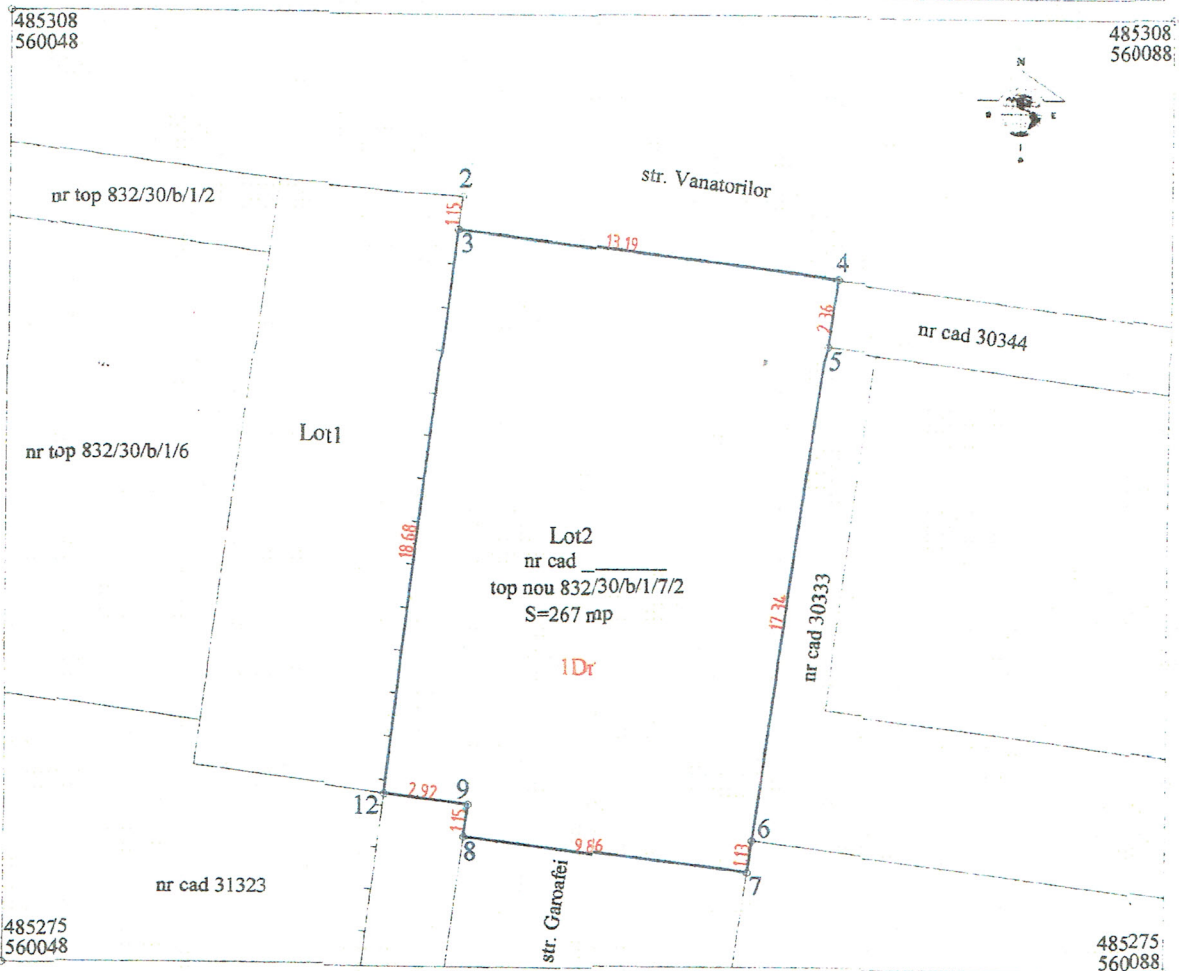 485308
560048
485308
560088
N
E
2
str. Vanatorilor
nr top 832/30/b/1/2
1.15
3
13.19
4
2.36
nr cad 30344
5
Lot1
nr top 832/30/b/1/6
18.68
Lot2
nr cad _ ________
top nou 832/30/b/1/7/2
S=267 mp
17.34
nr cad 30333
1Dr
2.92
9
12
1.15
8
9.86
6
1.13
7
nr cad 31323
str. Garoafei
485275
560048
485275
560088